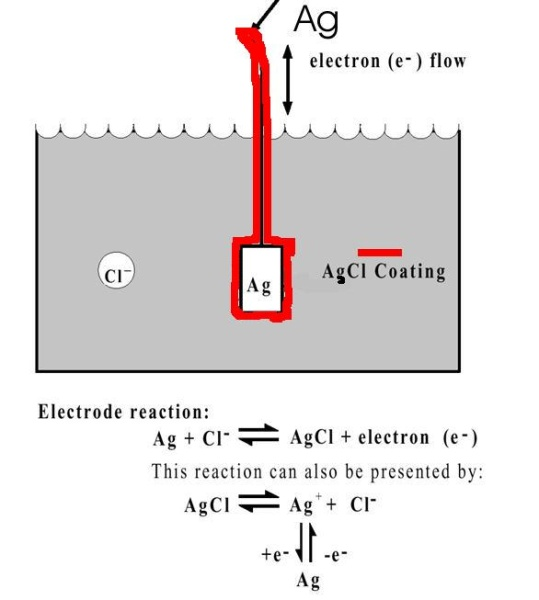 Ag
electron (e-) flow
Cl-
Ag
AgCl Coating
Electrode reaction:
Ag + Cl- ⇌ AgCl + electron (e-)
This reaction can also be presented by:
AgCl ⇌ Ag+ + Cl-
+e- ⥮ -e-
Ag